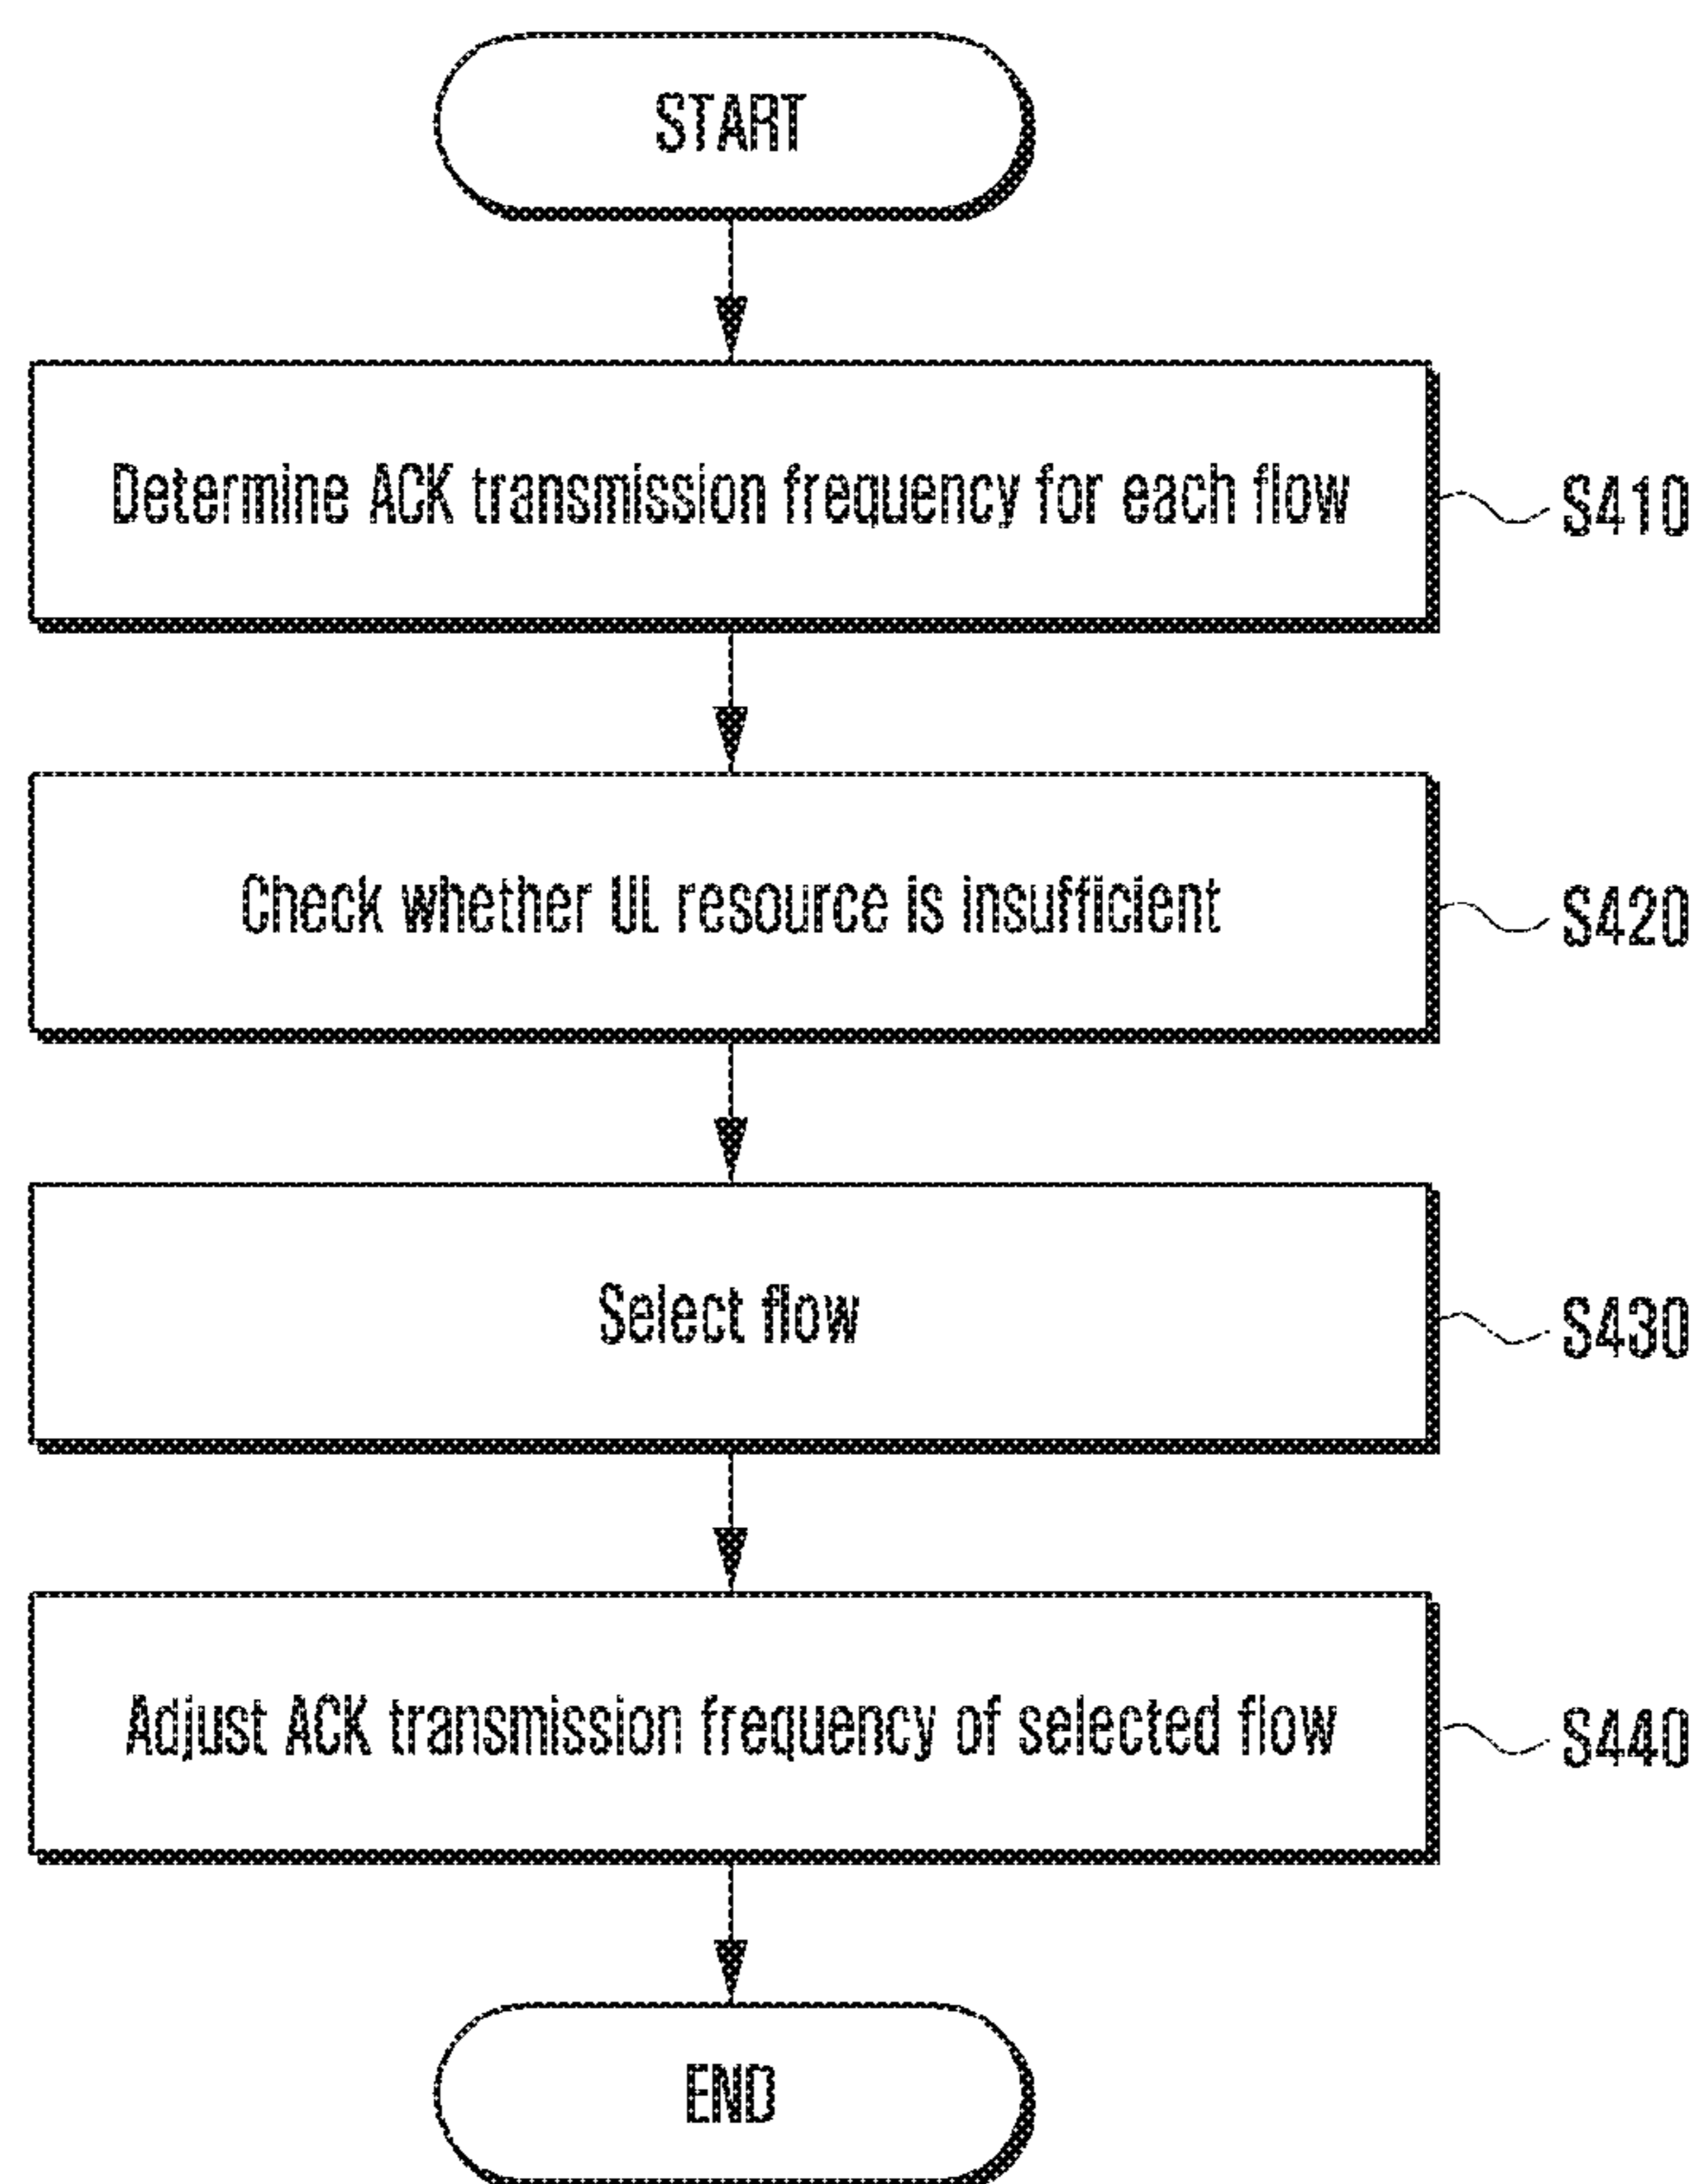 START
Determine ACK transmission frequency for each flow
S410
Check whether UL resource is insufficient
S420
Select flow
S430
Adjust ACK transmission frequency of selected flow
S440
END